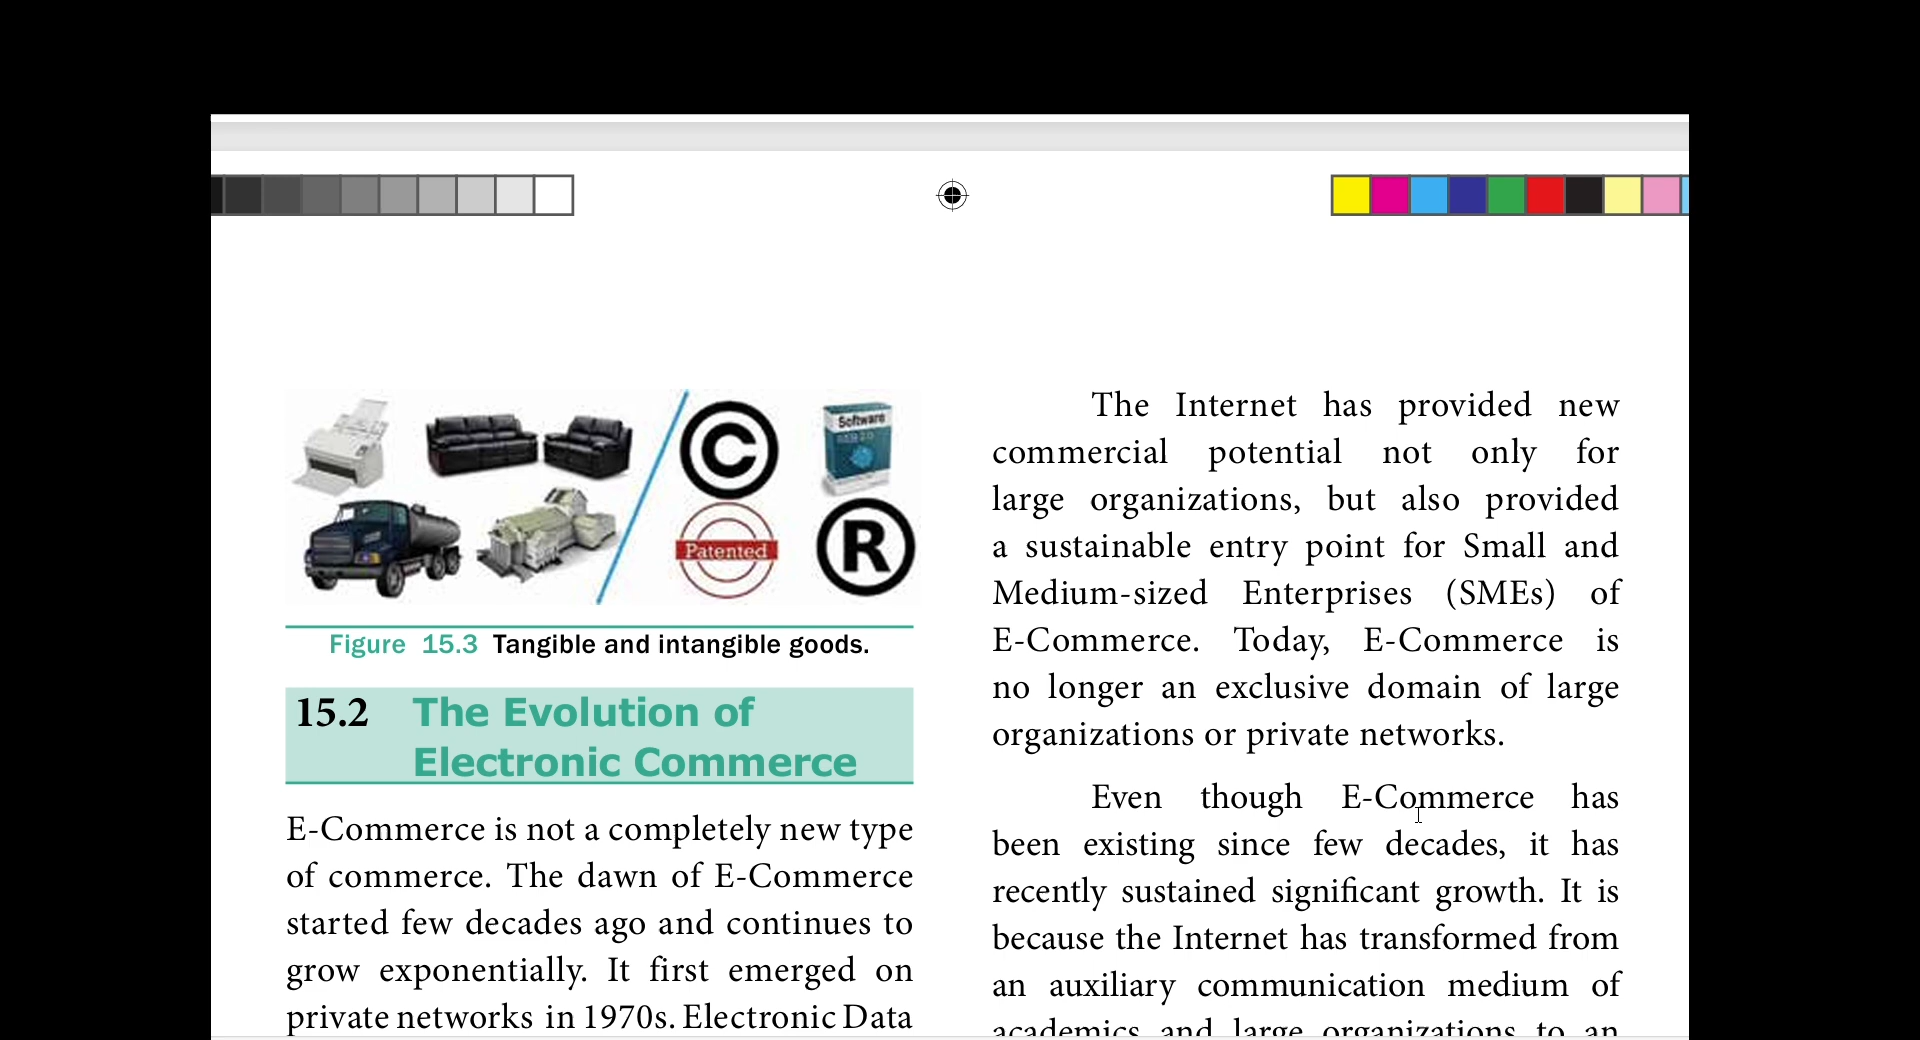 Software
Patented
C
R
Figure 15.3 Tangible and intangible goods.
15.2 The Evolution of
Electronic Commerce
E-Commerce is not a completely new type
of commerce. The dawn of E-Commerce
started few decades ago and continues to
grow exponentially. It first emerged on
private networks in 1970s. Electronic Data
The Internet has provided new
commercial potential not only for
large organizations, but also provided
a sustainable entry point for Small and
Medium-sized Enterprises (SMEs) of
E-Commerce. Today, E-Commerce is
no longer an exclusive domain of large
organizations or private networks.
Even though E-Commerce has
been existing since few decades, it has
recently sustained significant growth. It is
because the Internet has transformed from
an auxiliary communication medium of
academics and large organizations to an